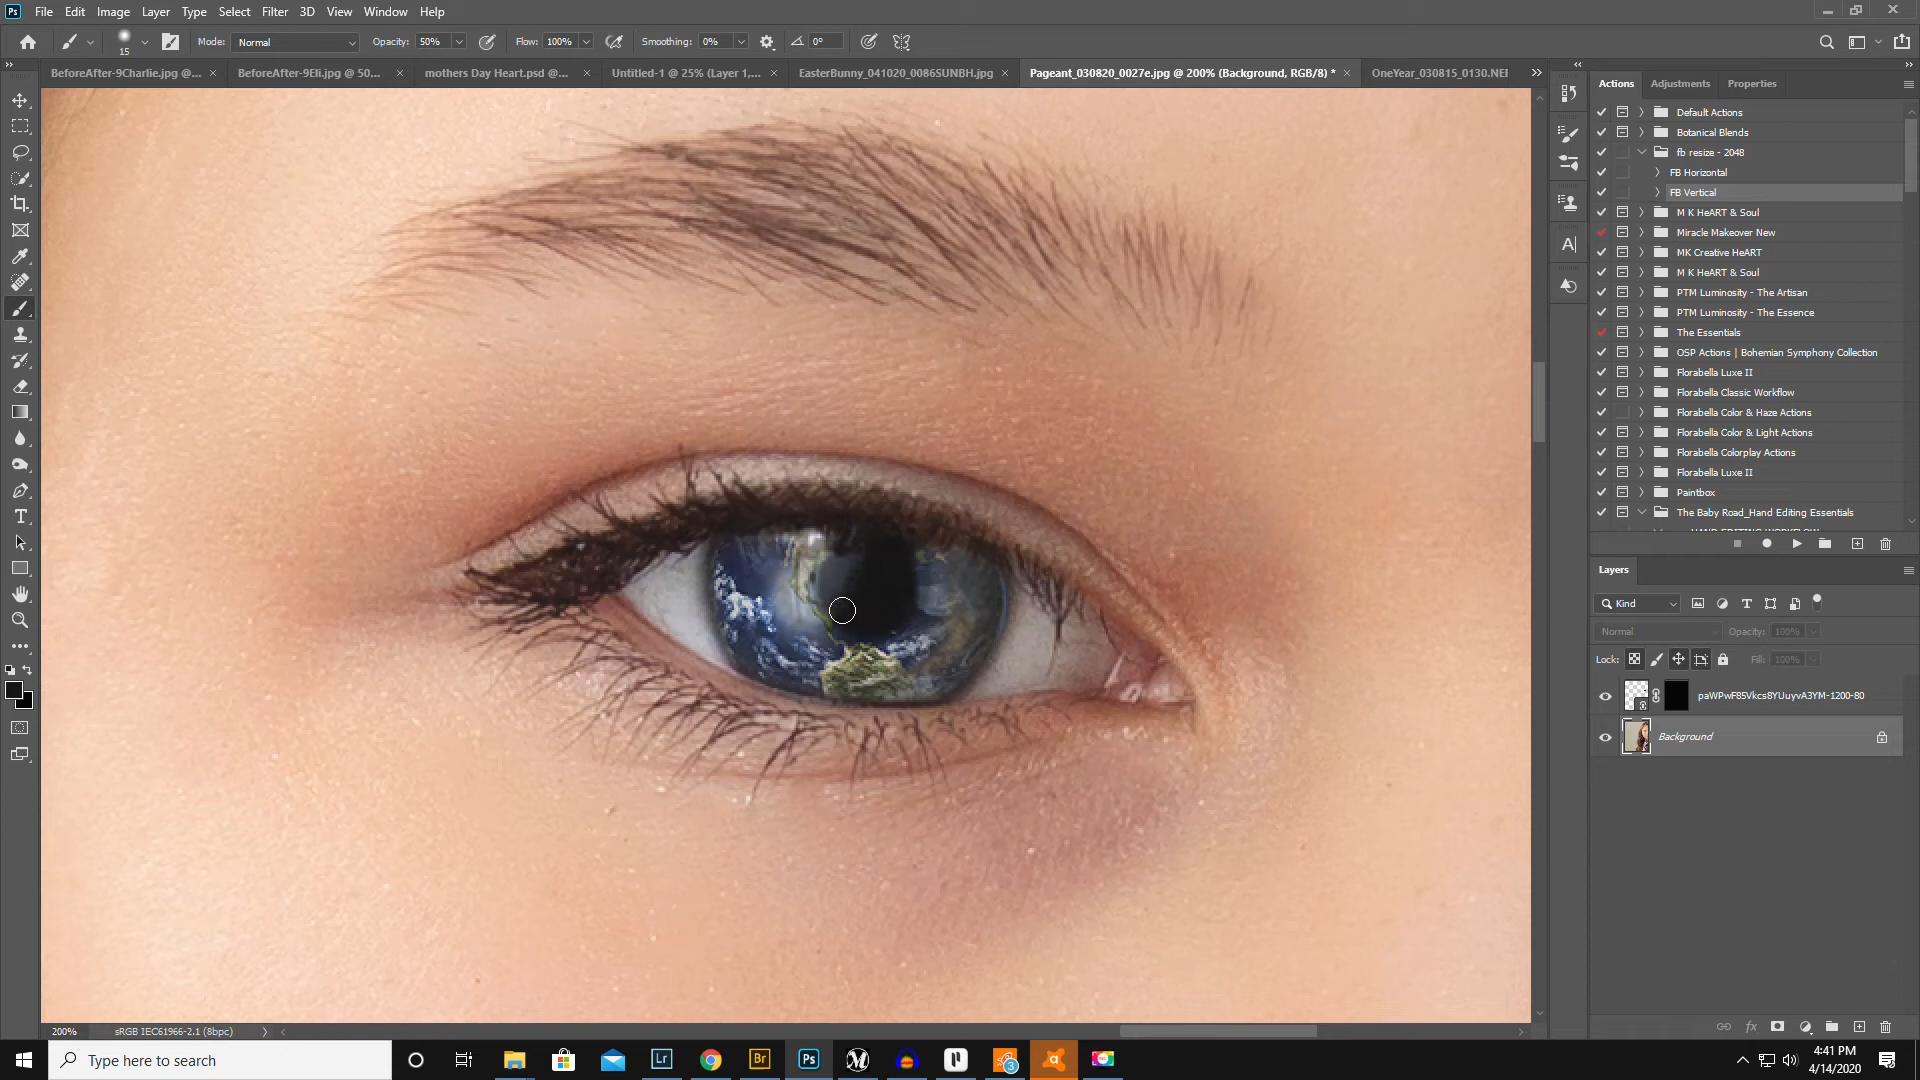 Ps File Edit Image Layer Type Select Filter 3D View Window Help
15 Mode: Normal Opacity: 50% Flow: 100% Smoothing: 0% 0°
BeforeAfter-9Charlie.jpg @... × BeforeAfter-9Eli.jpg @ 50... × mothers Day Heart.psd @... × Untitled-1 @ 25% (Layer 1,... × EasterBunny_041020_0086SUNBH.jpg × Pageant_030820_0027e.jpg @ 200% (Background, RGB/8) * × OneYear_030815_0130.NEF
Actions Adjustments Properties
Default Actions
Botanical Blends
fb resize - 2048
FB Horizontal
FB Vertical
M K HeART & Soul
Miracle Makeover New
MK Creative HeART
M K HeART & Soul
PTM Luminosity - The Artisan
PTM Luminosity - The Essence
The Essentials
OSP Actions | Bohemian Symphony Collection
Florabella Luxe II
Florabella Classic Workflow
Florabella Color & Haze Actions
Florabella Color & Light Actions
Florabella Colorplay Actions
Florabella Luxe II
Paintbox
The Baby Road_Hand Editing Essentials
Layers
Kind
Normal Opacity: 100%
Lock: Fill: 100%
paWPwF85Vkcs8YUuyvA3YM-1200-80
Background
200% sRGB IEC61966-2.1 (8bpc)
Type here to search
Lr Br Ps 3
4:41 PM
4/14/2020